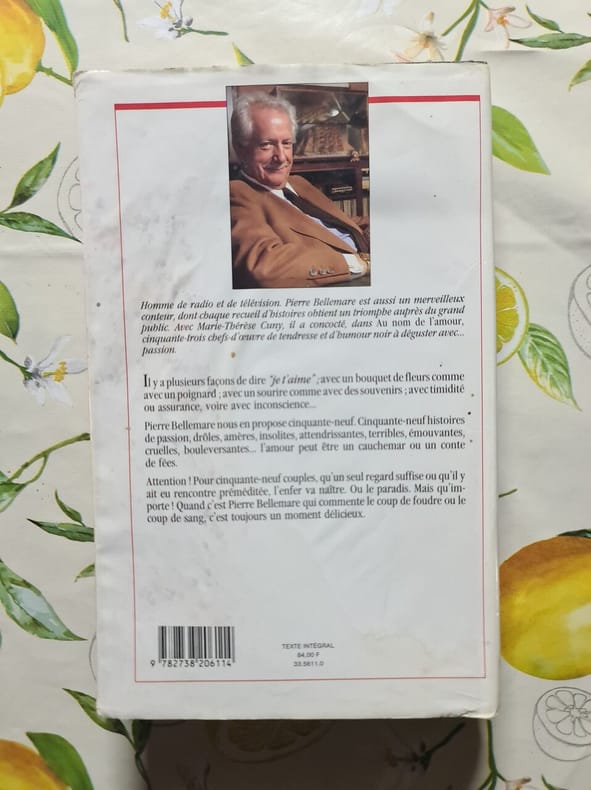 Homme de radio et de télévision. Pierre Bellemare est aussi un merveilleux
conteur, dont chaque recueil d'histoires obtient un triomphe auprès du grand
public. Avec Marie-Thérèse Cuny, il a concocté, dans Au nom de l'amour,
cinquante-trois chefs-d'œuvre de tendresse et d'humour noir à déguster avec...
passion.
Il y a plusieurs façons de dire "je t'aime" ; avec un bouquet de fleurs comme
avec un poignard ; avec un sourire comme avec des souvenirs ; avec timidité
ou assurance, voire avec inconscience...
Pierre Bellemare nous en propose cinquante-neuf. Cinquante-neuf histoires
de passion, drôles, amères, insolites, attendrissantes, terribles, émouvantes,
cruelles, bouleversantes... l'amour peut être un cauchemar ou un conte
de fées.
Attention ! Pour cinquante-neuf couples, qu'un seul regard suffise ou qu'il y
ait eu rencontre préméditée, l'enfer va naître. Ou le paradis. Mais qu'im-
porte ! Quand c'est Pierre Bellemare qui commente le coup de foudre ou le
coup de sang, c'est toujours un moment délicieux.
TEXTE INTÉGRAL
84,00 F
33.5611.0
9 782738 206114